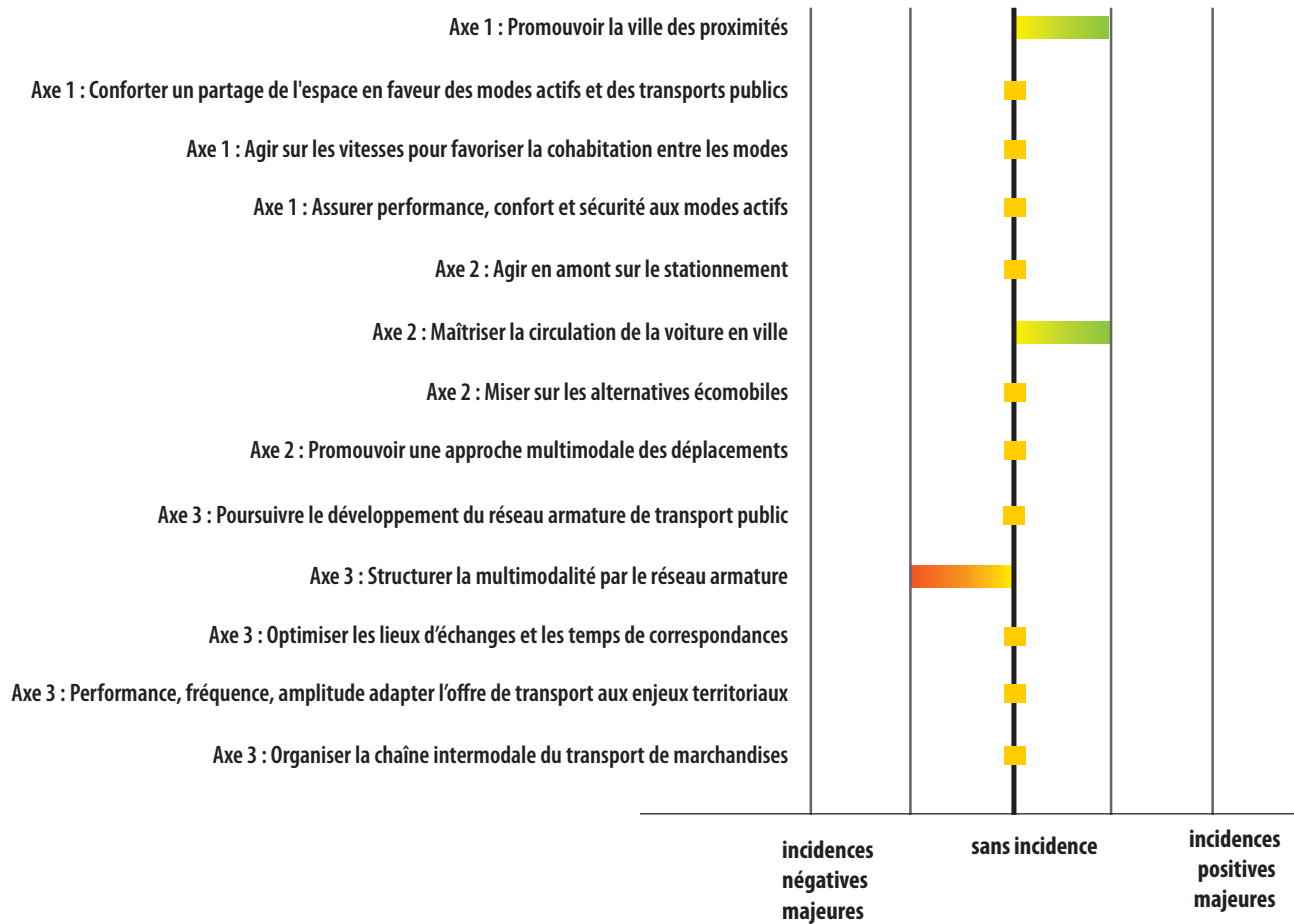 Axe 1 : Promouvoir la ville des proximités
Axe 1 : Conforter un partage de l'espace en faveur des modes actifs et des transports publics
Axe 1 : Agir sur les vitesses pour favoriser la cohabitation entre les modes
Axe 1 : Assurer performance, confort et sécurité aux modes actifs
Axe 2 : Agir en amont sur le stationnement
Axe 2 : Maîtriser la circulation de la voiture en ville
Axe 2 : Miser sur les alternatives écomobiles
Axe 2 : Promouvoir une approche multimodale des déplacements
Axe 3 : Poursuivre le développement du réseau armature de transport public
Axe 3 : Structurer la multimodalité par le réseau armature
Axe 3 : Optimiser les lieux d’échanges et les temps de correspondances
Axe 3 : Performance, fréquence, amplitude adapter l’offre de transport aux enjeux territoriaux
Axe 3 : Organiser la chaîne intermodale du transport de marchandises
incidences
négatives
majeures
sans incidence
incidences
positives
majeures